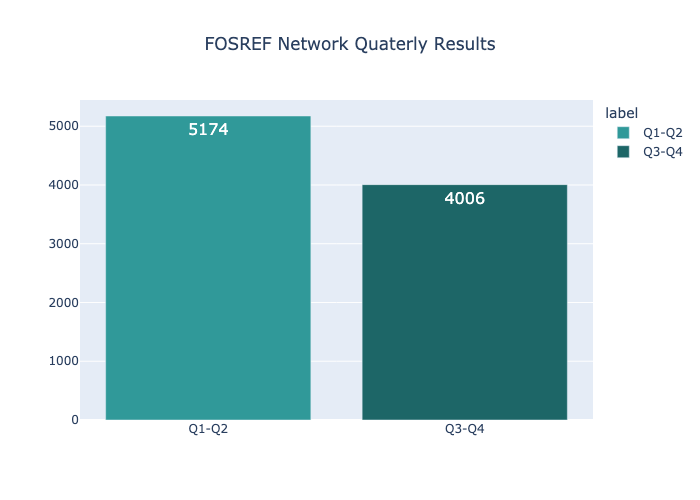 FOSREF Network Quaterly Results
label
Q1-Q2
Q3-Q4
5000
4000
3000
2000
1000
0
5174
4006
Q1-Q2
Q3-Q4